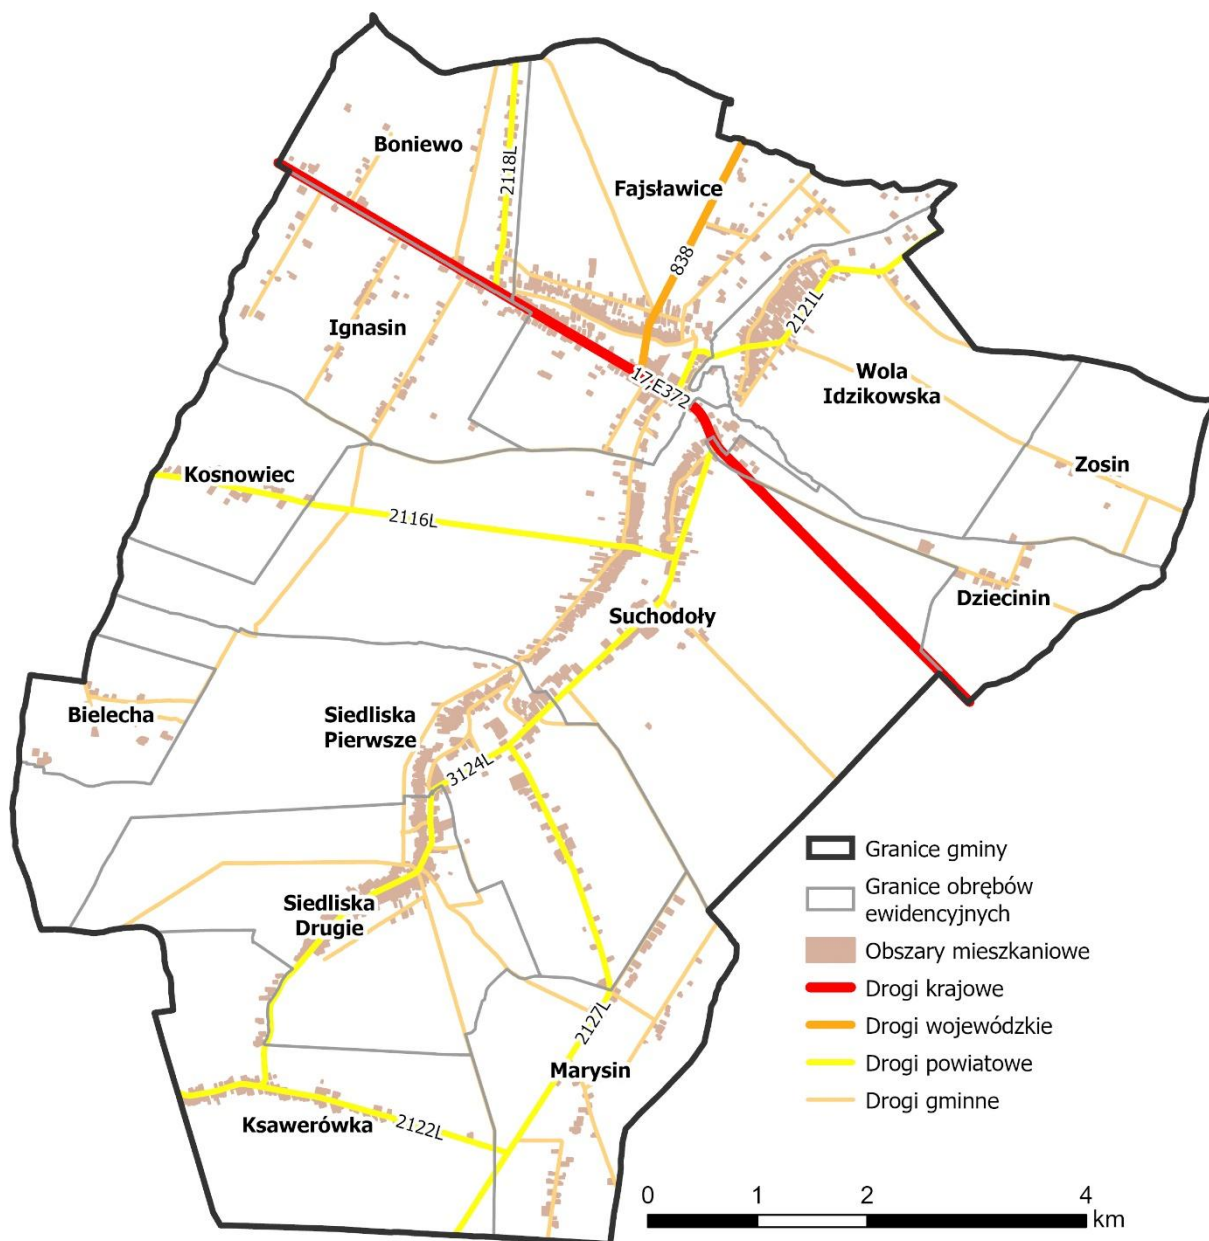 Boniewo
2118L
Fajsławice
838
Ignasin
2121L
17,E372
Wola
Idzikowska
Kosnowiec
Zosin
2116L
Dziecinin
Suchodoły
Bielecha
Siedliska
Pierwsze
3124L
Siedliska
Drugie
2127L
Marysin
Ksawerówka
2122L
Granice gminy
Granice obrębów
ewidencyjnych
Obszary mieszkaniowe
Drogi krajowe
Drogi wojewódzkie
Drogi powiatowe
Drogi gminne
0 1 2 4
km